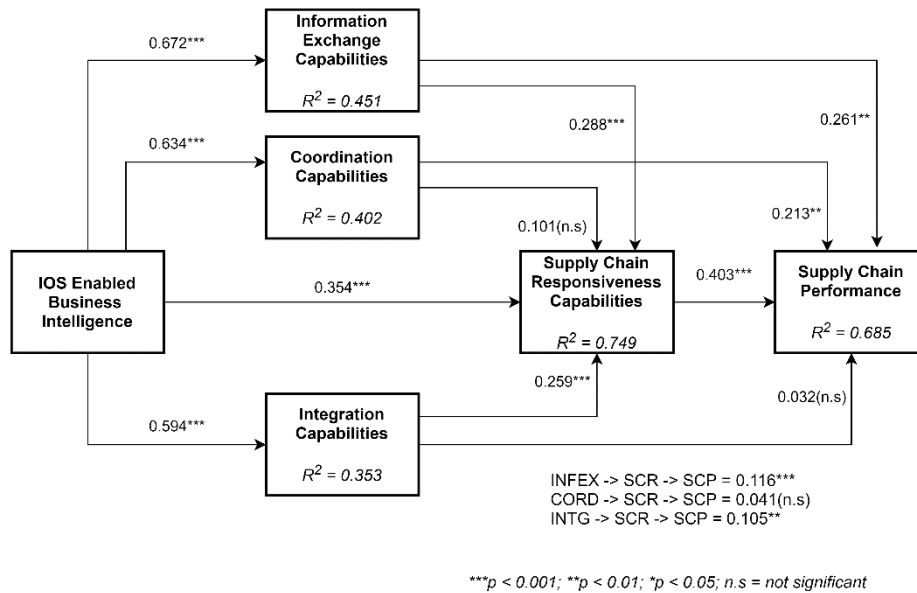 Information
Exchange
Capabilities
R² = 0.451
0.672***
0.288***
0.261**
0.634***
Coordination
Capabilities
R² = 0.402
0.101(n.s)
0.213**
IOS Enabled
Business
Intelligence
0.354***
Supply Chain
Responsiveness
Capabilities
R² = 0.749
0.403***
Supply Chain
Performance
R² = 0.685
0.594***
Integration
Capabilities
R² = 0.353
0.259***
0.032(n.s)
INFEX -> SCR -> SCP = 0.116***
CORD -> SCR -> SCP = 0.041(n.s)
INTG -> SCR -> SCP = 0.105**
***p < 0.001; **p < 0.01; *p < 0.05; n.s = not significant